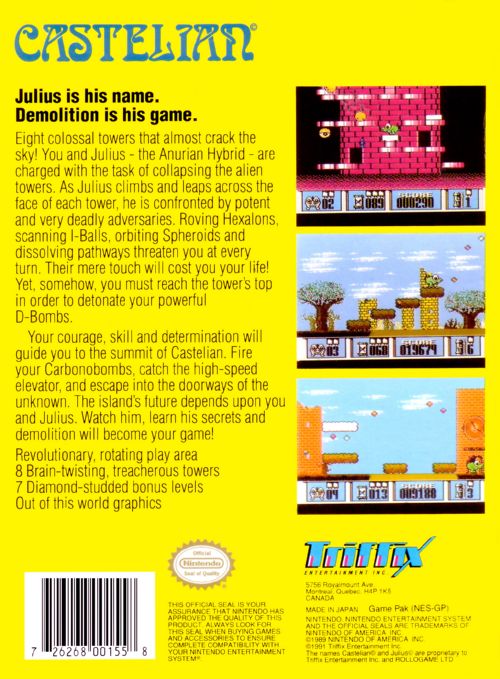 CASTELIAN©
Julius is his name.
Demolition is his game.
Eight colossal towers that almost crack the
sky! You and Julius - the Anurian Hybrid - are
charged with the task of collapsing the alien
towers. As Julius climbs and leaps across the
face of each tower, he is confronted by potent
and very deadly adversaries. Roving Hexalons,
scanning I-Balls, orbiting Spheroids and
dissolving pathways threaten you at every
turn. Their mere touch will cost you your life!
Yet, somehow, you must reach the tower's top
in order to detonate your powerful
D-Bombs.
Your courage, skill and determination will
guide you to the summit of Castelian. Fire
your Carbonobombs, catch the high-speed
elevator, and escape into the doorways of the
unknown. The island's future depends upon you
and Julius. Watch him, learn his secrets and
demolition will become your game!
Revolutionary, rotating play area
8 Brain-twisting, treacherous towers
7 Diamond-studded bonus levels
Out of this world graphics
SCORE
02 089 000290 1
SCORE
03 068 019674 6
SCORE
04 013 009180 3
Official
Nintendo
Seal of Quality
THIS OFFICIAL SEAL IS YOUR
ASSURANCE THAT NINTENDO HAS
APPROVED THE QUALITY OF THIS
PRODUCT. ALWAYS LOOK FOR
THIS SEAL WHEN BUYING GAMES
AND ACCESSORIES TO ENSURE
COMPLETE COMPATIBILITY WITH
YOUR NINTENDO ENTERTAINMENT
SYSTEM®.
7 26268 00155 8
Triffix
ENTERTAINMENT INC.
5756 Royalmount Ave.
Montreal, Quebec, H4P 1K5
CANADA
MADE IN JAPAN Game Pak (NES-GP)
NINTENDO, NINTENDO ENTERTAINMENT SYSTEM
AND THE OFFICIAL SEALS ARE TRADEMARKS OF
NINTENDO OF AMERICA INC.
©1989 NINTENDO OF AMERICA INC.
©1991 Triffix Entertainment Inc.
The names Castelian© and Julius© are proprietary to
Triffix Entertainment Inc. and ROLLOGAME LTD